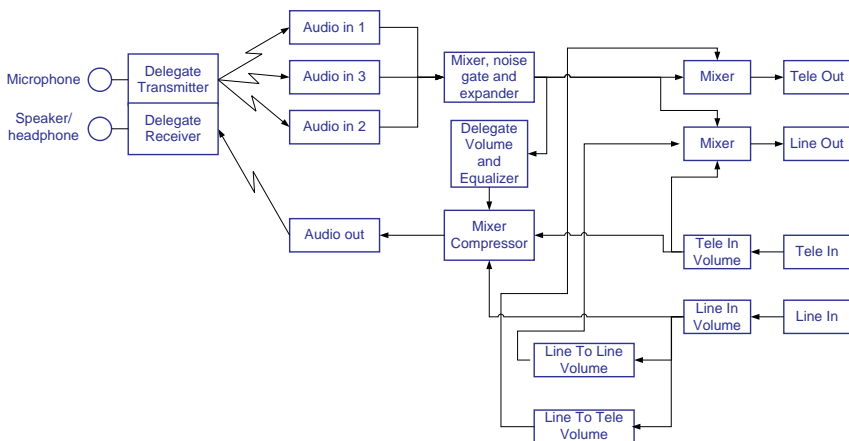 Microphone
Speaker/
headphone
Delegate
Transmitter
Delegate
Receiver
Audio in 1
Audio in 3
Audio in 2
Audio out
Mixer, noise
gate and
expander
Delegate
Volume
and
Equalizer
Mixer
Compressor
Mixer
Tele Out
Mixer
Line Out
Tele In
Volume
Tele In
Line In
Volume
Line In
Line To Line
Volume
Line To Tele
Volume